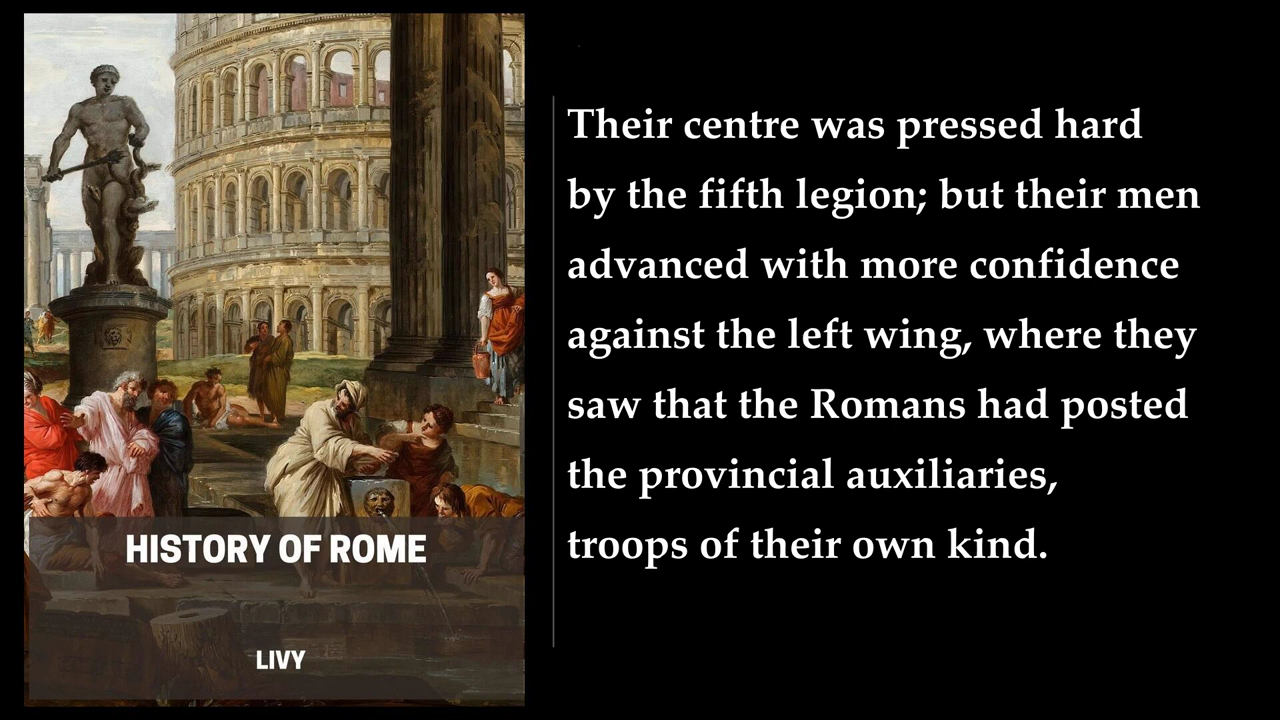 HISTORY OF ROME
LIVY
Their centre was pressed hard
by the fifth legion; but their men
advanced with more confidence
against the left wing, where they
saw that the Romans had posted
the provincial auxiliaries,
troops of their own kind.